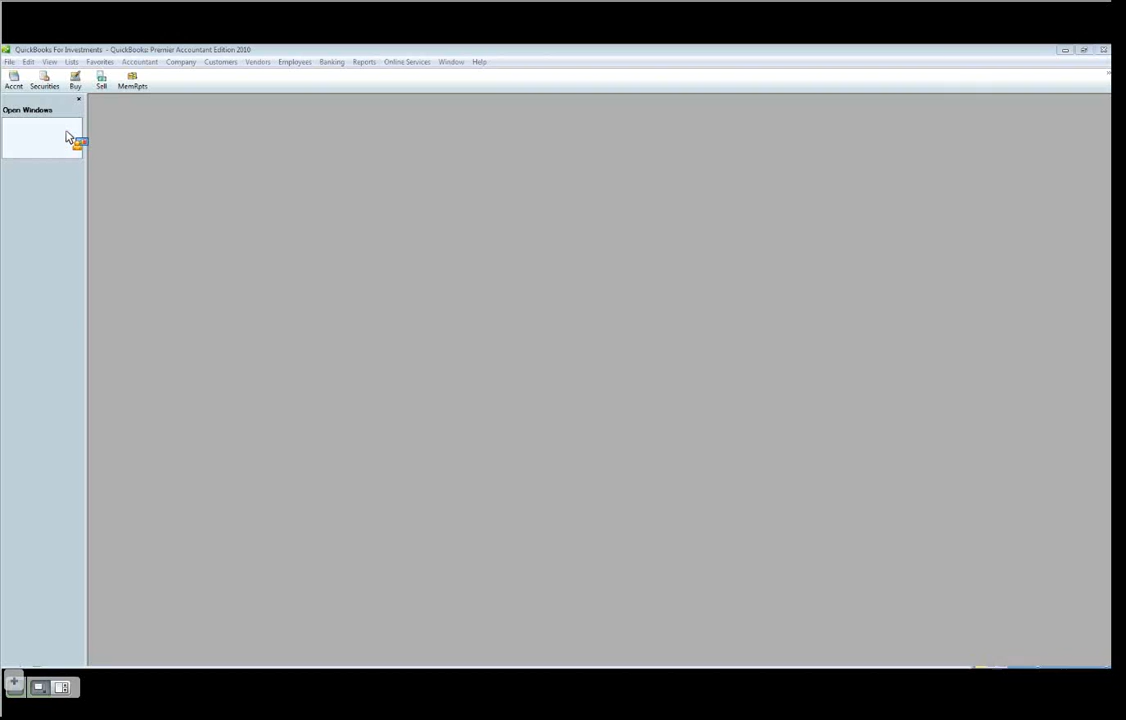 QuickBooks For Investments - QuickBooks: Premier Accountant Edition 2010
File Edit View Lists Favorites Accountant Company Customers Vendors Employees Banking Reports Online Services Window Help
Accnt Securities Buy Sell MemRpts
Open Windows